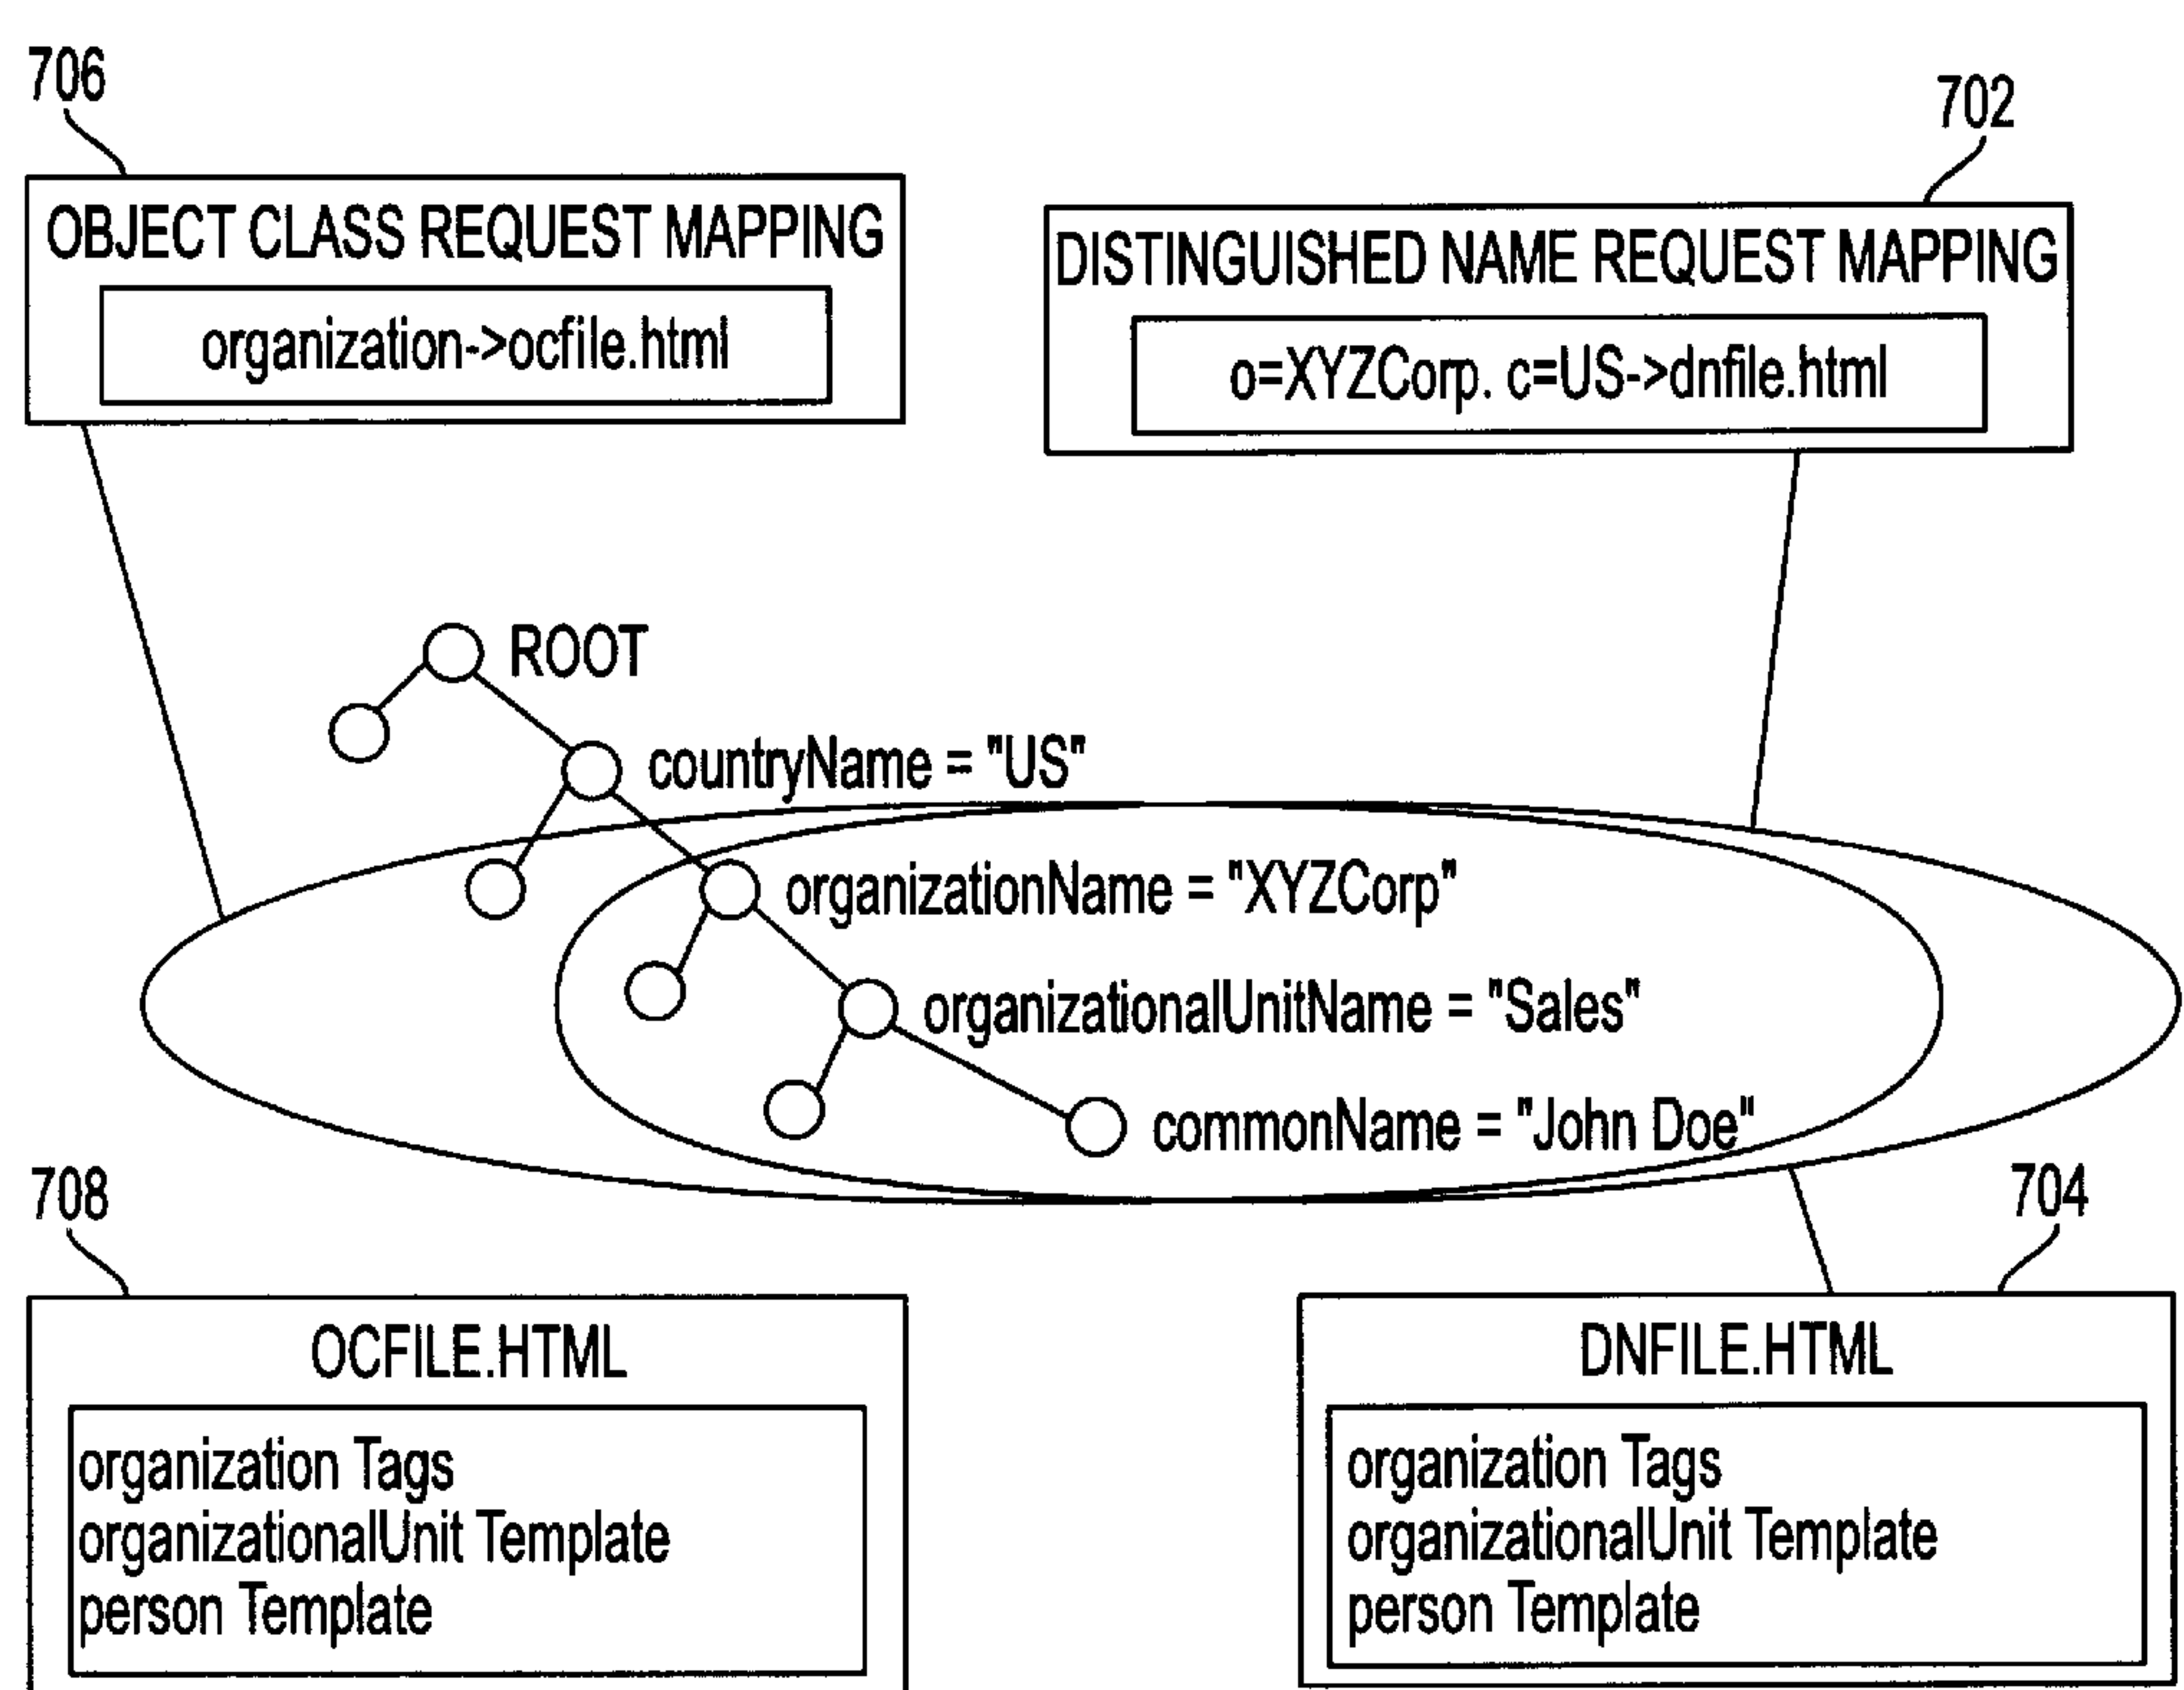 706
702
OBJECT CLASS REQUEST MAPPING
organization->ocfile.html
DISTINGUISHED NAME REQUEST MAPPING
o=XYZCorp. c=US->dnfile.html
ROOT
countryName = "US"
organizationName = "XYZCorp"
organizationalUnitName = "Sales"
commonName = "John Doe"
708
704
OCFILE.HTML
organization Tags
organizationalUnit Template
person Template
DNFILE.HTML
organization Tags
organizationalUnit Template
person Template